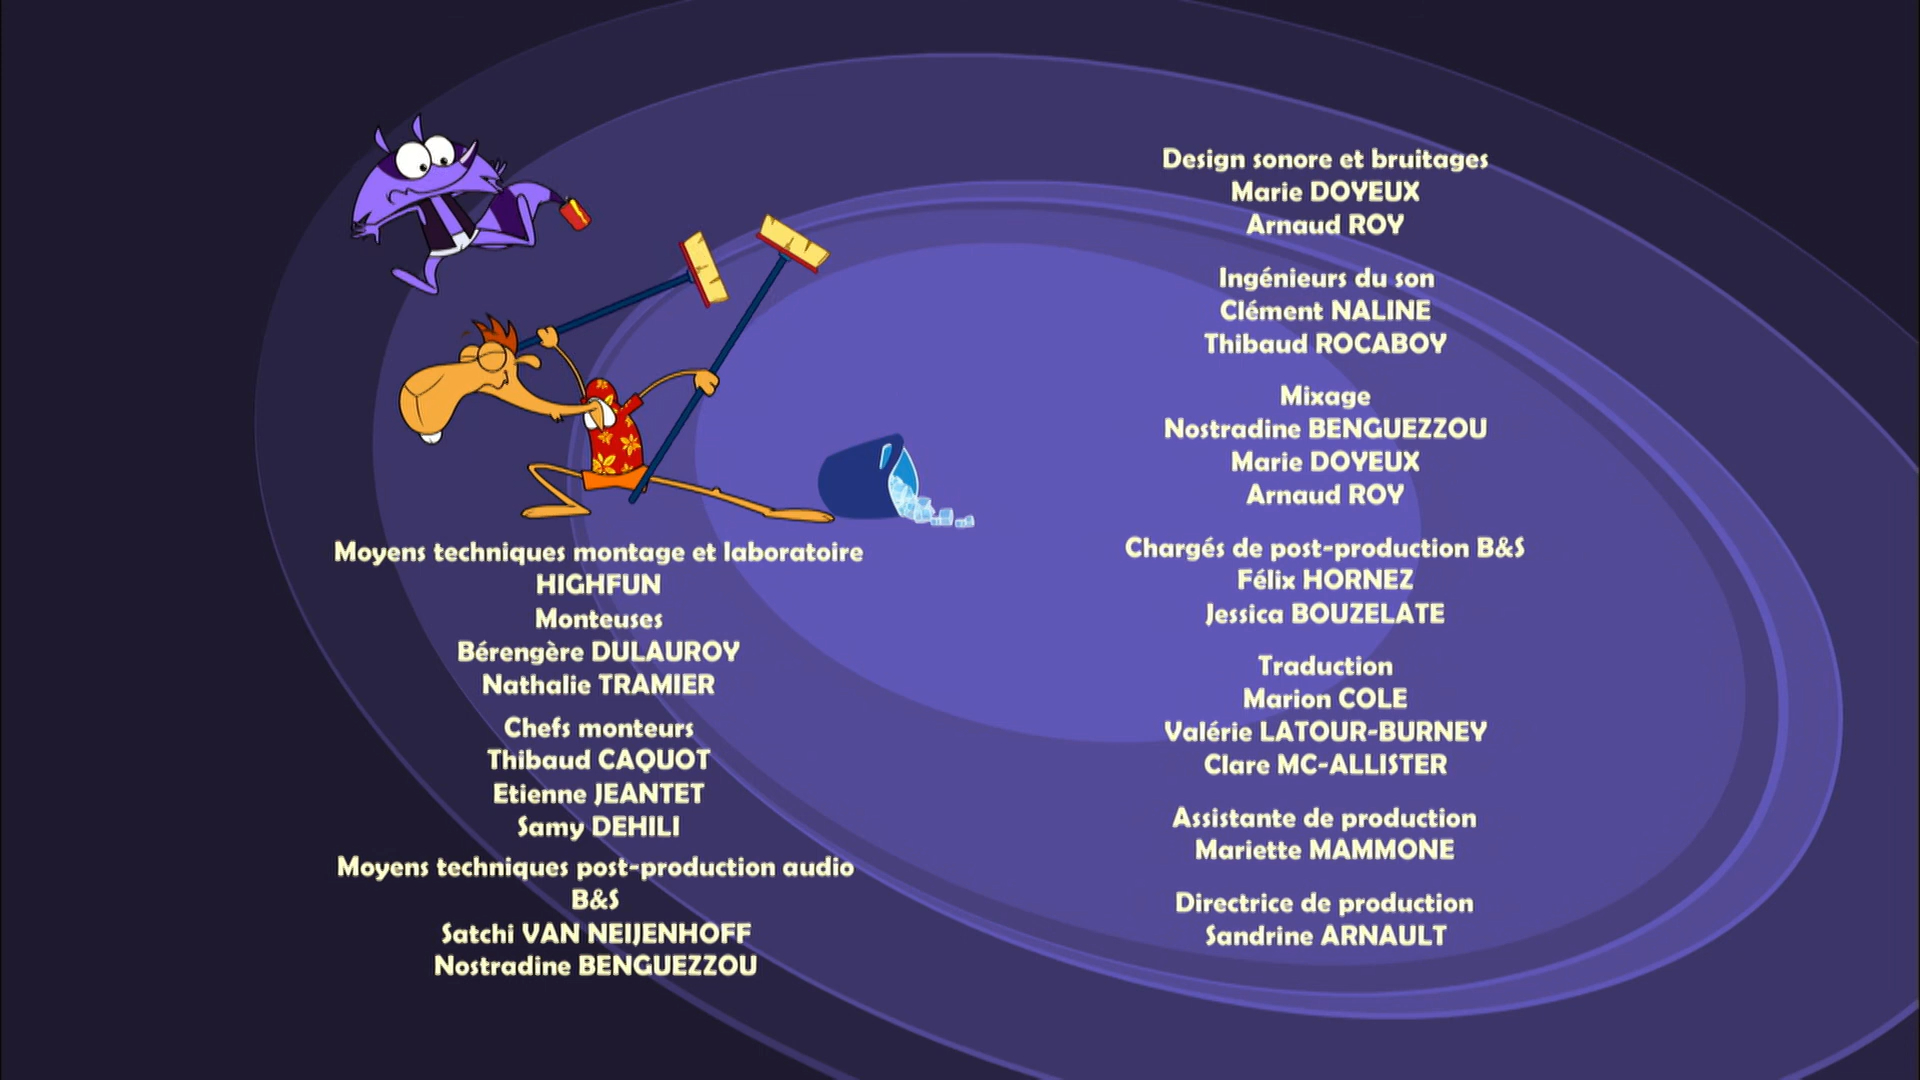 Moyens techniques montage et laboratoire
HIGHFUN
Monteuses
Bérengère DULAUROY
Nathalie TRAMIER
Chefs monteurs
Thibaud CAQUOT
Etienne JEANTET
Samy DEHILI
Moyens techniques post-production audio
B&S
Satchi VAN NEIJENHOFF
Nostradine BENGUEZZOU
Design sonore et bruitages
Marie DOYEUX
Arnaud ROY
Ingénieurs du son
Clément NALINE
Thibaud ROCABOY
Mixage
Nostradine BENGUEZZOU
Marie DOYEUX
Arnaud ROY
Chargés de post-production B&S
Félix HORNEZ
Jessica BOUZELATE
Traduction
Marion COLE
Valérie LATOUR-BURNEY
Clare MC-ALLISTER
Assistante de production
Mariette MAMMONE
Directrice de production
Sandrine ARNAULT